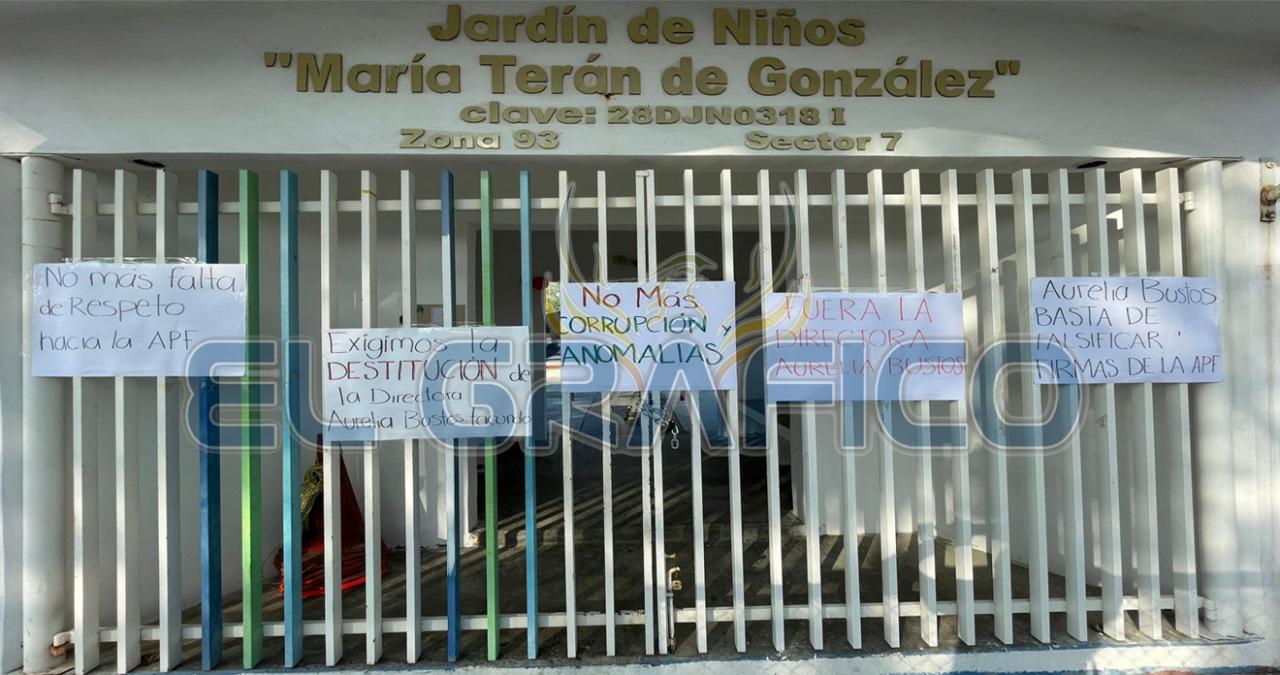 Jardín de Niños
"María Terán de González"
clave: 28DJN0318 I
Zona 93 Sector 7
No mas falta
de Respeto
hacia la APF
Exigimos la
DESTITUCIÓN de
la Directora
Aurelia Bustos facundo
No Más
CORRUPCIÓN y
ANOMALIAS
FUERA LA
DIRECTORA
AURELIA BUSTOS
AURELIA BUSTOS
BASTA DE
FALSIFICAR
FIRMAS DE LA APF
EL GRÁFICO